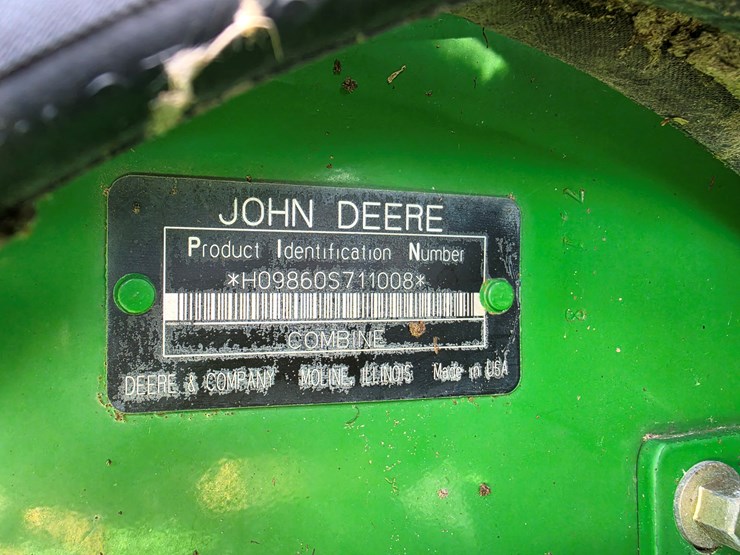 JOHN DEERE
Product Identification Number
*H09860S711008*
COMBINE
DEERE & COMPANY MOLINE, ILLINOIS Made in USA